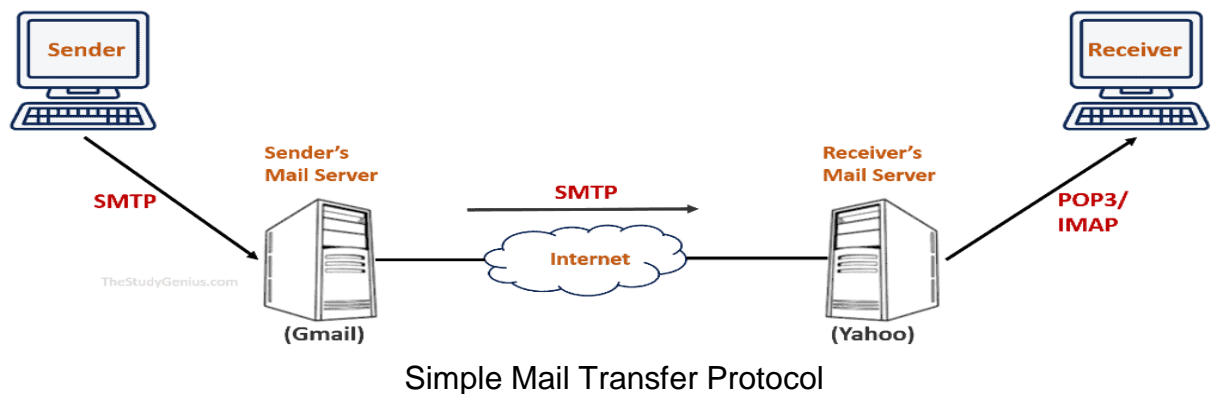 Sender
Receiver
Sender's
Mail Server
Receiver's
Mail Server
SMTP
SMTP
POP3/
IMAP
Internet
TheStudyGenius.com
(Gmail)
(Yahoo)
Simple Mail Transfer Protocol